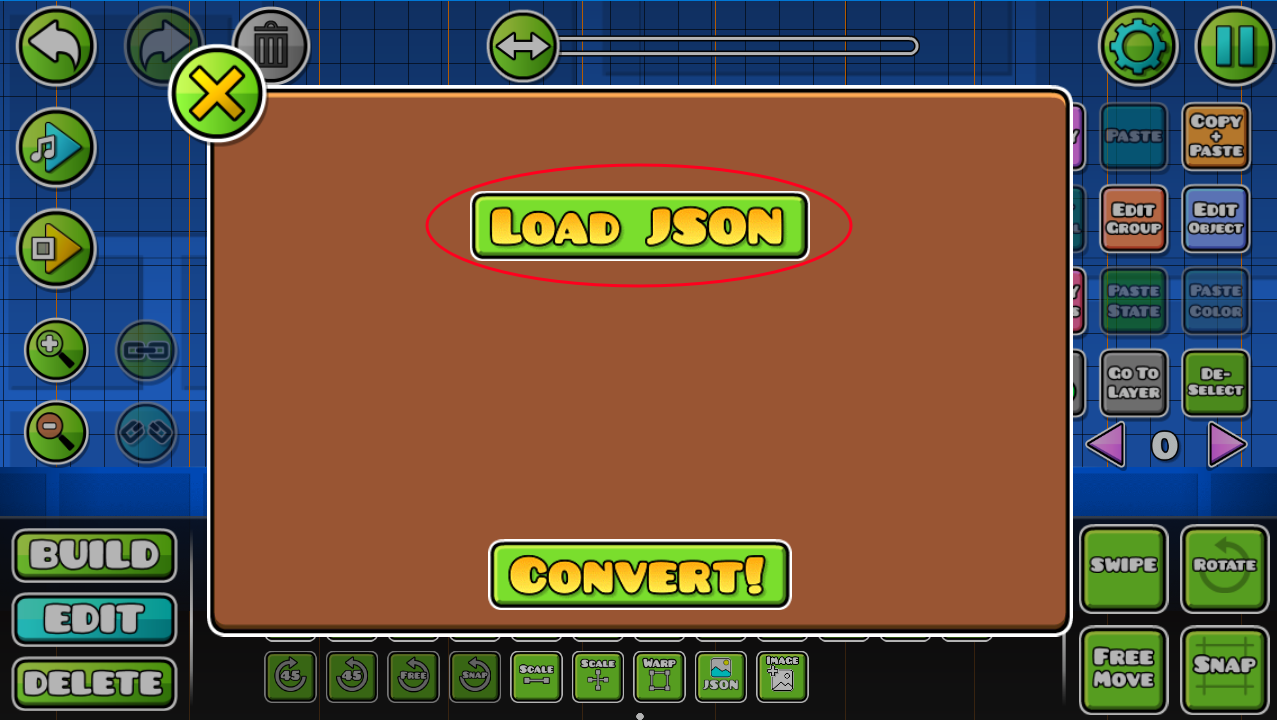 PASTE
COPY
+
PASTE
LOAD JSON
EDIT
GROUP
EDIT
OBJECT
PASTE
STATE
PASTE
COLOR
GO TO
LAYER
DE-
SELECT
0
BUILD
EDIT
DELETE
CONVERT!
SWIPE
ROTATE
FREE
MOVE
SNAP
45
45
FREE
SNAP
SCALE
SCALE
WARP
JSON
IMAGE